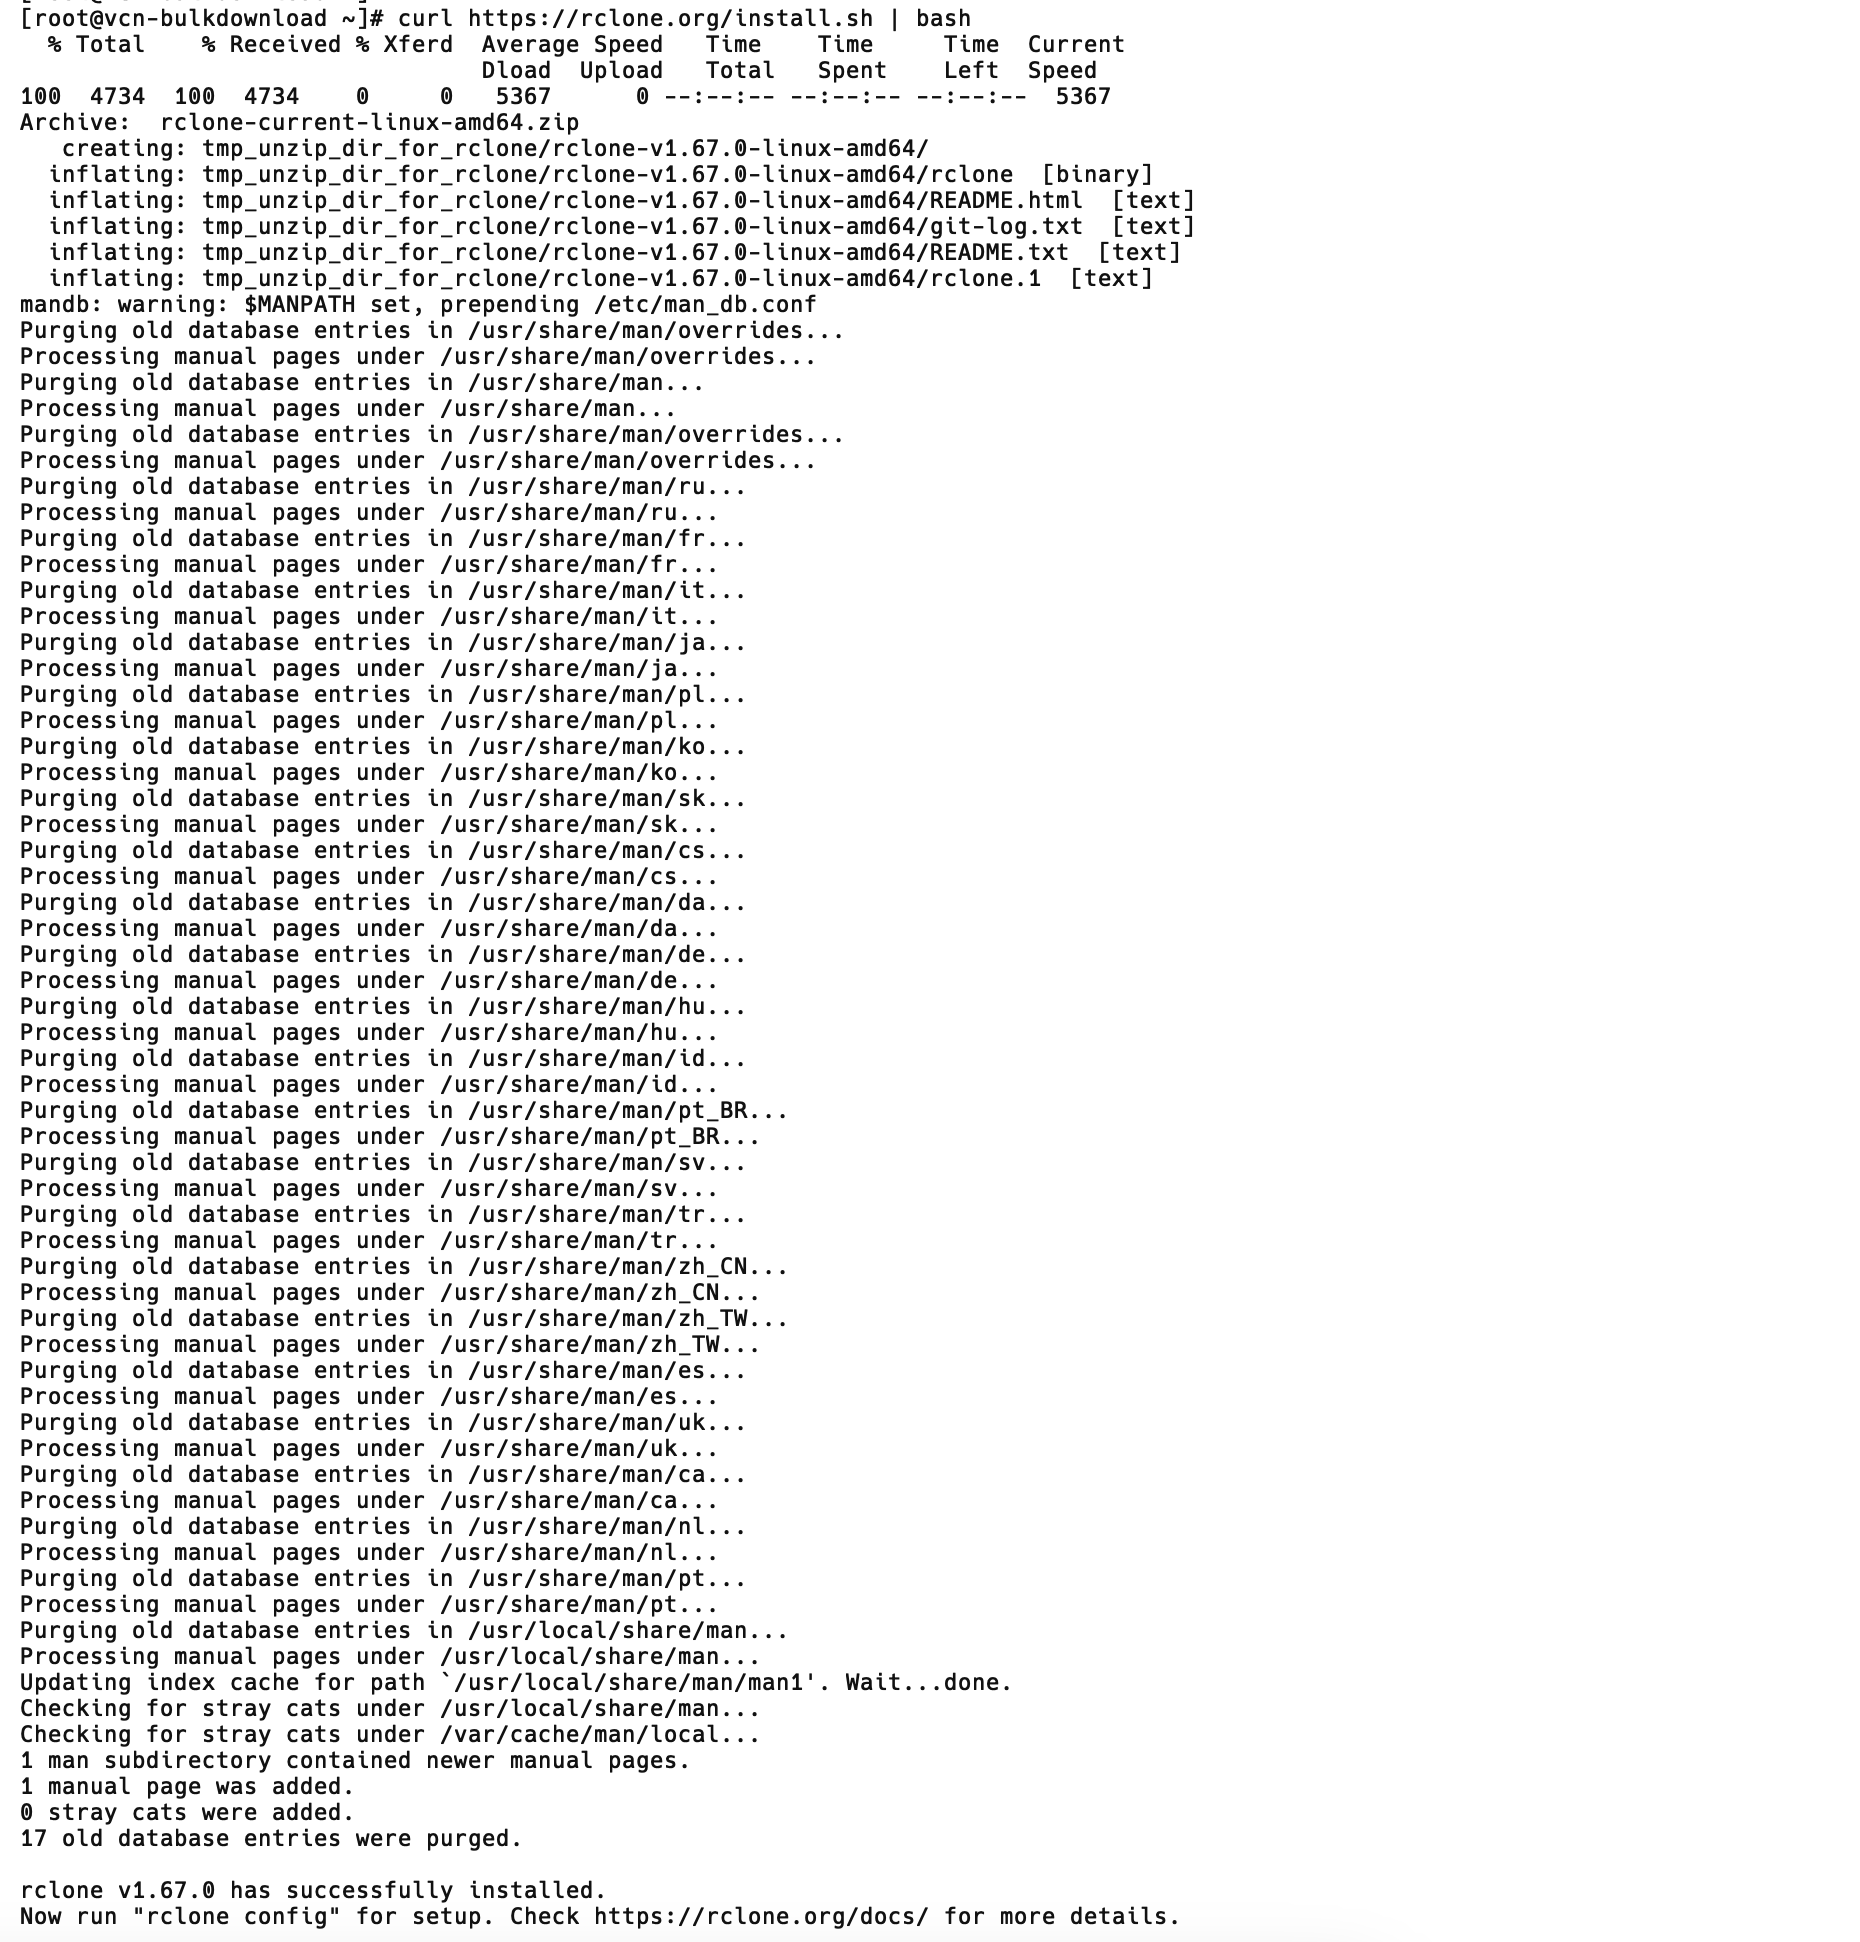 [root@vcn-bulkdownload ~]# curl https://rclone.org/install.sh | bash
  % Total    % Received % Xferd  Average Speed   Time    Time     Time  Current
                                 Dload  Upload   Total   Spent    Left  Speed
100  4734  100  4734    0     0   5367      0 --:--:-- --:--:-- --:--:--  5367
Archive:  rclone-current-linux-amd64.zip
   creating: tmp_unzip_dir_for_rclone/rclone-v1.67.0-linux-amd64/
  inflating: tmp_unzip_dir_for_rclone/rclone-v1.67.0-linux-amd64/rclone  [binary]
  inflating: tmp_unzip_dir_for_rclone/rclone-v1.67.0-linux-amd64/README.html  [text]
  inflating: tmp_unzip_dir_for_rclone/rclone-v1.67.0-linux-amd64/git-log.txt  [text]
  inflating: tmp_unzip_dir_for_rclone/rclone-v1.67.0-linux-amd64/README.txt  [text]
  inflating: tmp_unzip_dir_for_rclone/rclone-v1.67.0-linux-amd64/rclone.1  [text]
mandb: warning: $MANPATH set, prepending /etc/man_db.conf
Purging old database entries in /usr/share/man/overrides...
Processing manual pages under /usr/share/man/overrides...
Purging old database entries in /usr/share/man...
Processing manual pages under /usr/share/man...
Purging old database entries in /usr/share/man/overrides...
Processing manual pages under /usr/share/man/overrides...
Purging old database entries in /usr/share/man/ru...
Processing manual pages under /usr/share/man/ru...
Purging old database entries in /usr/share/man/fr...
Processing manual pages under /usr/share/man/fr...
Purging old database entries in /usr/share/man/it...
Processing manual pages under /usr/share/man/it...
Purging old database entries in /usr/share/man/ja...
Processing manual pages under /usr/share/man/ja...
Purging old database entries in /usr/share/man/pl...
Processing manual pages under /usr/share/man/pl...
Purging old database entries in /usr/share/man/ko...
Processing manual pages under /usr/share/man/ko...
Purging old database entries in /usr/share/man/sk...
Processing manual pages under /usr/share/man/sk...
Purging old database entries in /usr/share/man/cs...
Processing manual pages under /usr/share/man/cs...
Purging old database entries in /usr/share/man/da...
Processing manual pages under /usr/share/man/da...
Purging old database entries in /usr/share/man/de...
Processing manual pages under /usr/share/man/de...
Purging old database entries in /usr/share/man/hu...
Processing manual pages under /usr/share/man/hu...
Purging old database entries in /usr/share/man/id...
Processing manual pages under /usr/share/man/id...
Purging old database entries in /usr/share/man/pt_BR...
Processing manual pages under /usr/share/man/pt_BR...
Purging old database entries in /usr/share/man/sv...
Processing manual pages under /usr/share/man/sv...
Purging old database entries in /usr/share/man/tr...
Processing manual pages under /usr/share/man/tr...
Purging old database entries in /usr/share/man/zh_CN...
Processing manual pages under /usr/share/man/zh_CN...
Purging old database entries in /usr/share/man/zh_TW...
Processing manual pages under /usr/share/man/zh_TW...
Purging old database entries in /usr/share/man/es...
Processing manual pages under /usr/share/man/es...
Purging old database entries in /usr/share/man/uk...
Processing manual pages under /usr/share/man/uk...
Purging old database entries in /usr/share/man/ca...
Processing manual pages under /usr/share/man/ca...
Purging old database entries in /usr/share/man/nl...
Processing manual pages under /usr/share/man/nl...
Purging old database entries in /usr/share/man/pt...
Processing manual pages under /usr/share/man/pt...
Purging old database entries in /usr/local/share/man...
Processing manual pages under /usr/local/share/man...
Updating index cache for path `/usr/local/share/man/man1'. Wait...done.
Checking for stray cats under /usr/local/share/man...
Checking for stray cats under /var/cache/man/local...
1 man subdirectory contained newer manual pages.
1 manual page was added.
0 stray cats were added.
17 old database entries were purged.

rclone v1.67.0 has successfully installed.
Now run "rclone config" for setup. Check https://rclone.org/docs/ for more details.